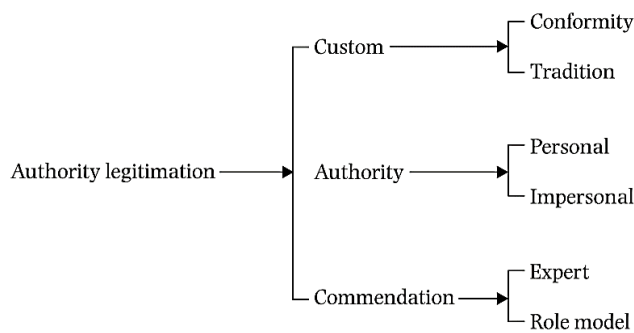 Authority legitimation
Custom
Conformity
Tradition
Authority
Personal
Impersonal
Commendation
Expert
Role model